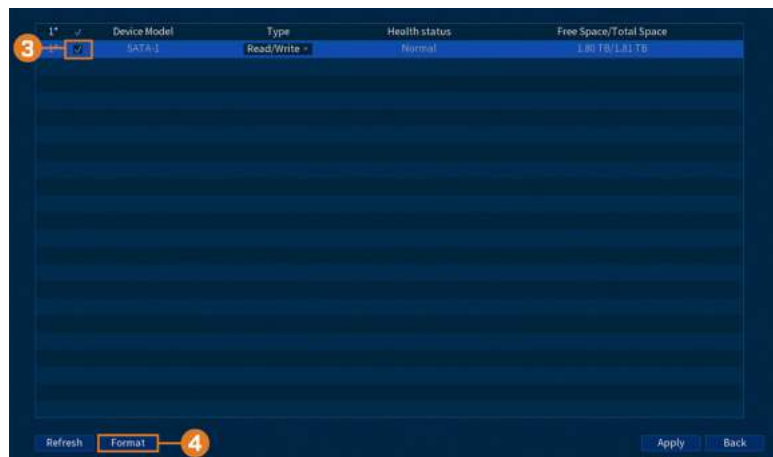 1* ✓ Device Model Type Health status Free Space/Total Space
3 1* ✓ SATA-1 Read/Write Normal 1.80 TB/1.81 TB
Refresh Format 4 Apply Back